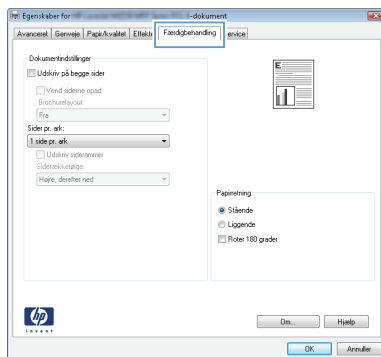 Egenskaber for -dokument
Avanceret Genveje Papir/kvalitet Effekt Færdigbehandling ervice
Dokumentindstillinger
Udskriv på begge sider
Vend siderne opad
Brochurelayout:
Fra
Sider pr. ark:
1 side pr. ark
Udskriv siderammer
Siderækkefølge:
Højre, derefter ned
E
Papirretning
Stående
Liggende
Roter 180 grader
hp
invent
Om...
Hjælp
OK
Annuller